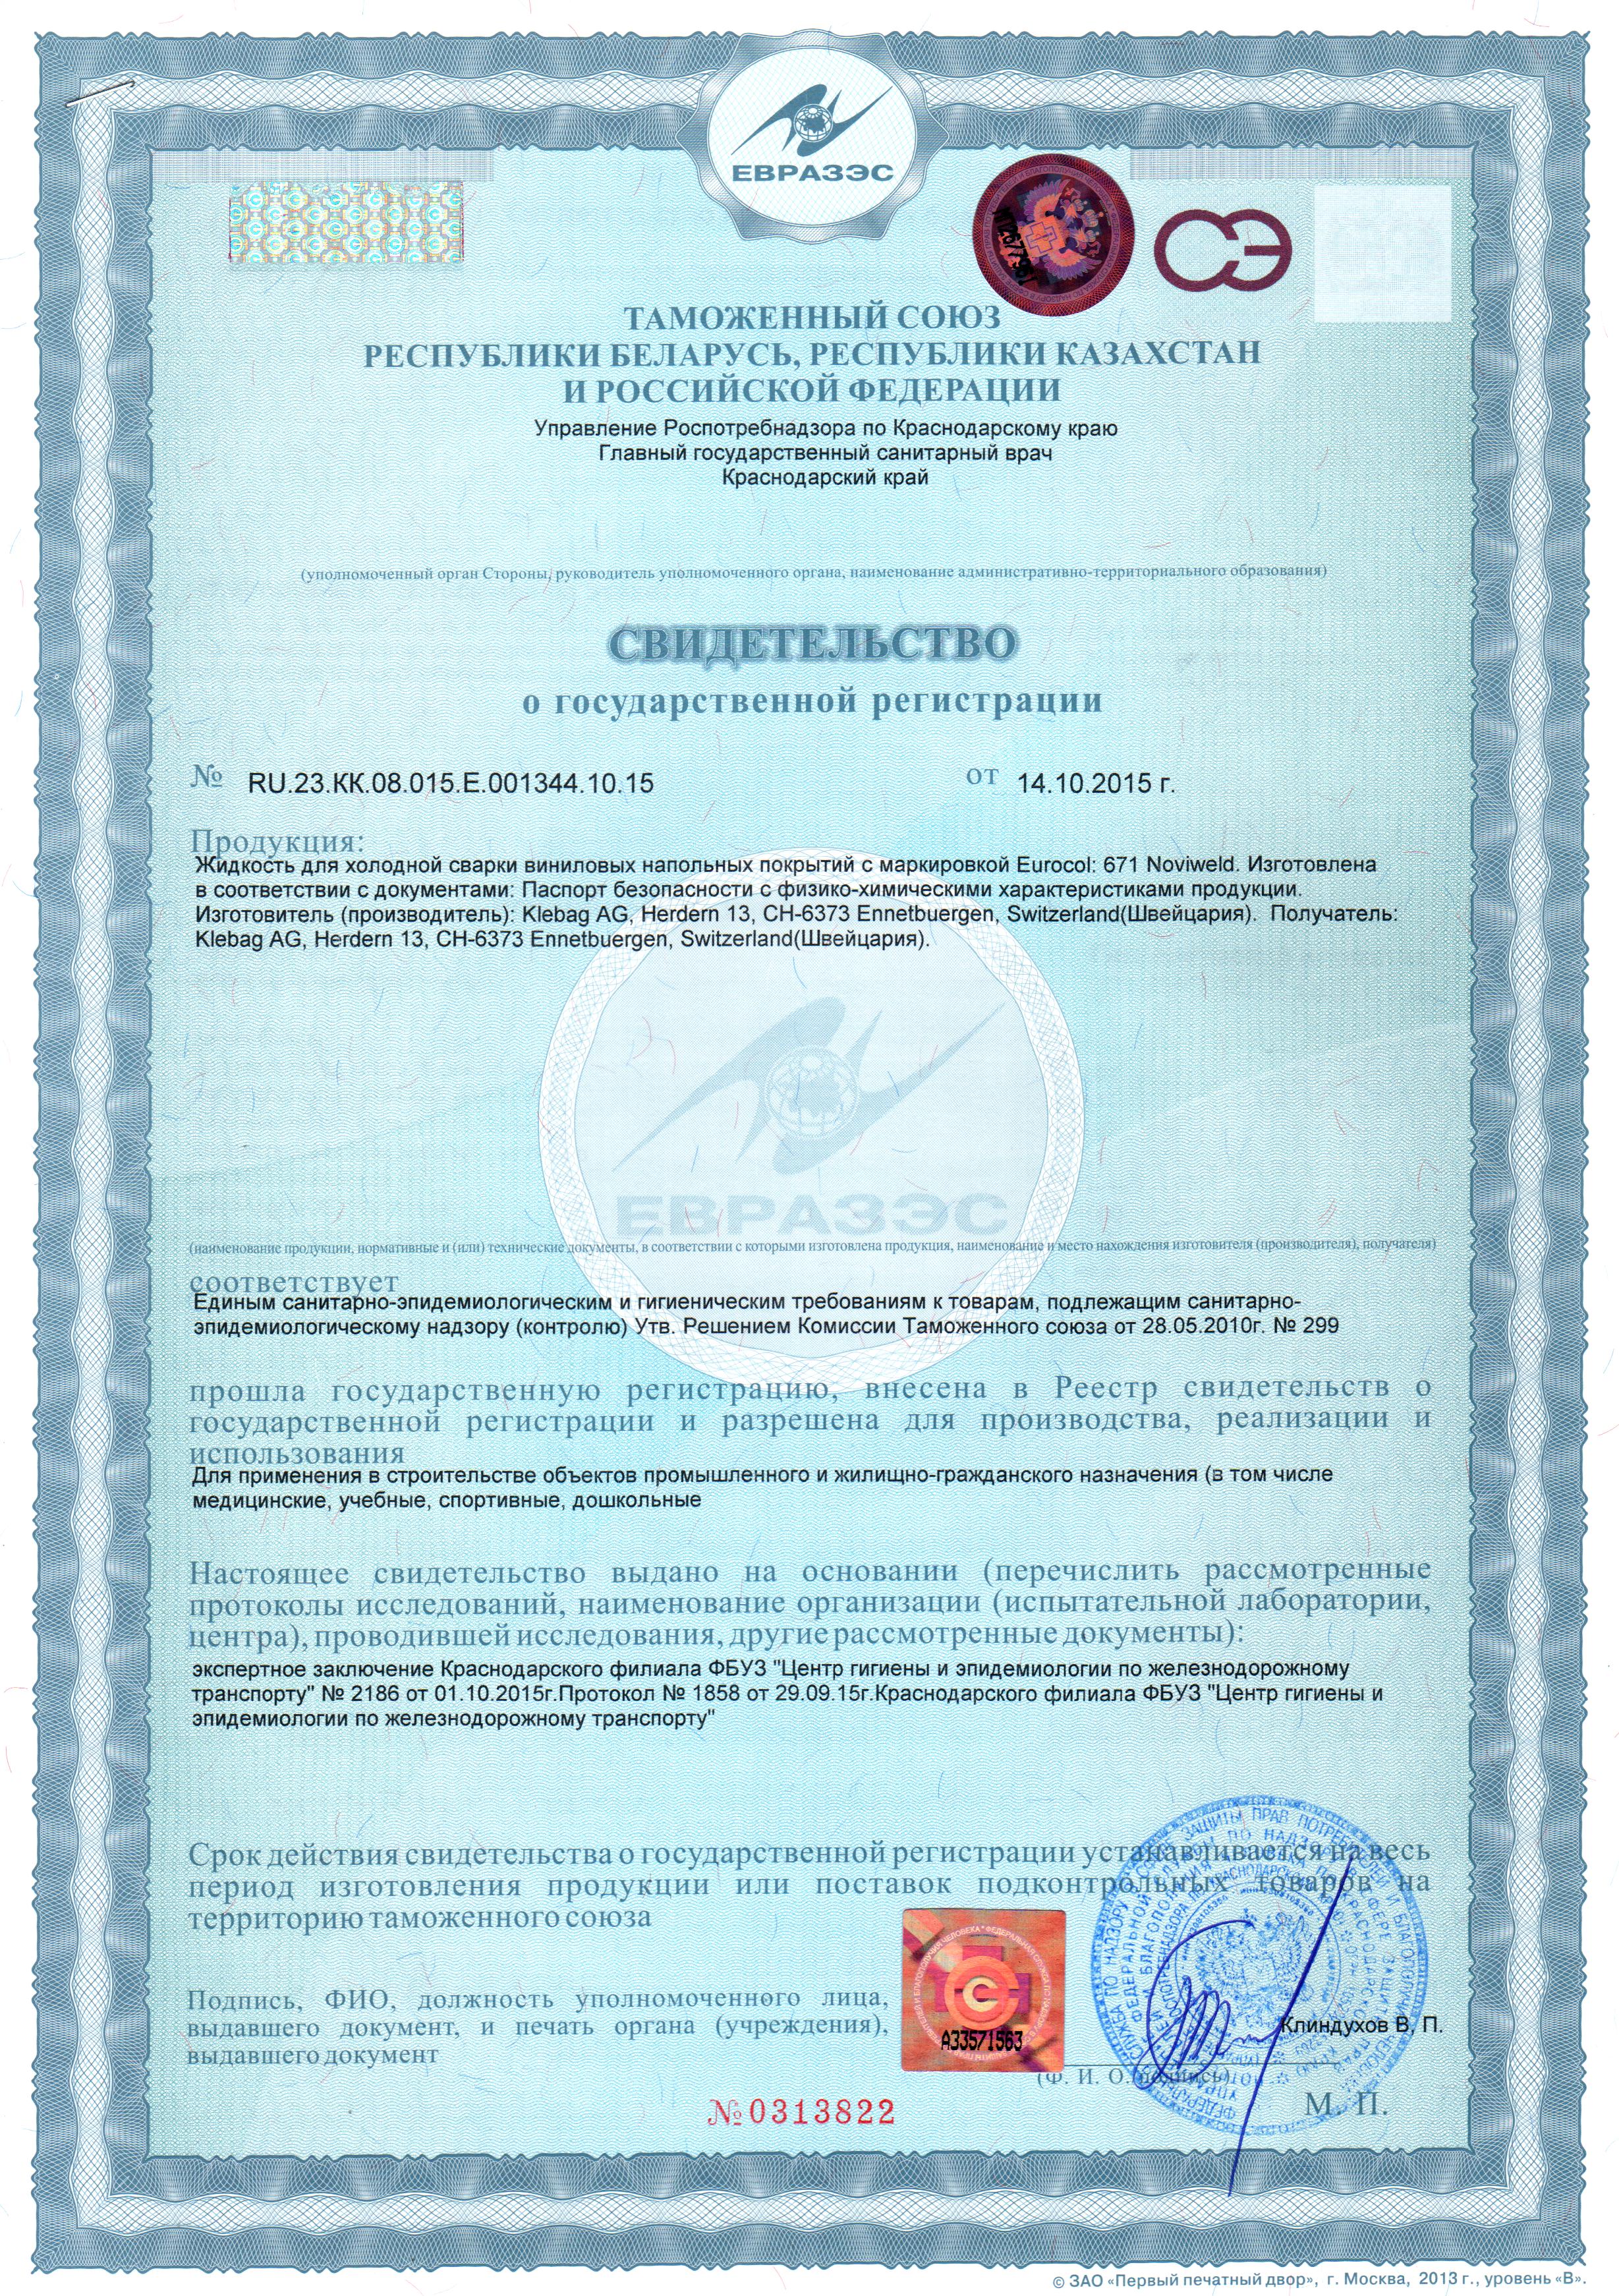 ЕВРАЗЭС
СЭ
ТАМОЖЕННЫЙ СОЮЗ
РЕСПУБЛИКИ БЕЛАРУСЬ, РЕСПУБЛИКИ КАЗАХСТАН
И РОССИЙСКОЙ ФЕДЕРАЦИИ
Управление Роспотребнадзора по Краснодарскому краю
Главный государственный санитарный врач
Краснодарский край
(уполномоченный орган Стороны, руководитель уполномоченного органа, наименование административно-территориального образования)
СВИДЕТЕЛЬСТВО
о государственной регистрации
№ RU.23.КК.08.015.Е.001344.10.15 от 14.10.2015 г.
Продукция:
Жидкость для холодной сварки виниловых напольных покрытий с маркировкой Eurocol: 671 Noviweld. Изготовлена
в соответствии с документами: Паспорт безопасности с физико-химическими характеристиками продукции.
Изготовитель (производитель): Klebag AG, Herdern 13, CH-6373 Ennetbuergen, Switzerland(Швейцария). Получатель:
Klebag AG, Herdern 13, CH-6373 Ennetbuergen, Switzerland(Швейцария).
ЕВРАЗЭС
(наименование продукции, нормативные и (или) технические документы, в соответствии с которыми изготовлена продукция, наименование и место нахождения изготовителя (производителя), получателя)
соответствует
Единым санитарно-эпидемиологическим и гигиеническим требованиям к товарам, подлежащим санитарно-
эпидемиологическому надзору (контролю) Утв. Решением Комиссии Таможенного союза от 28.05.2010г. № 299
прошла государственную регистрацию, внесена в Реестр свидетельств о
государственной регистрации и разрешена для производства, реализации и
использования
Для применения в строительстве объектов промышленного и жилищно-гражданского назначения (в том числе
медицинские, учебные, спортивные, дошкольные
Настоящее свидетельство выдано на основании (перечислить рассмотренные
протоколы исследований, наименование организации (испытательной лаборатории,
центра), проводившей исследования, другие рассмотренные документы):
экспертное заключение Краснодарского филиала ФБУЗ "Центр гигиены и эпидемиологии по железнодорожному
транспорту" № 2186 от 01.10.2015г.Протокол № 1858 от 29.09.15г.Краснодарского филиала ФБУЗ "Центр гигиены и
эпидемиологии по железнодорожному транспорту"
Срок действия свидетельства о государственной регистрации устанавливается на весь
период изготовления продукции или поставок подконтрольных товаров на
территорию таможенного союза
Подпись, ФИО, должность уполномоченного лица,
выдавшего документ, и печать органа (учреждения),
выдавшего документ
А33571563
Клиндухов В. П.
(Ф. И. О./подпись)
М. П.
№0313822
© ЗАО «Первый печатный двор», г. Москва, 2013 г., уровень «В».